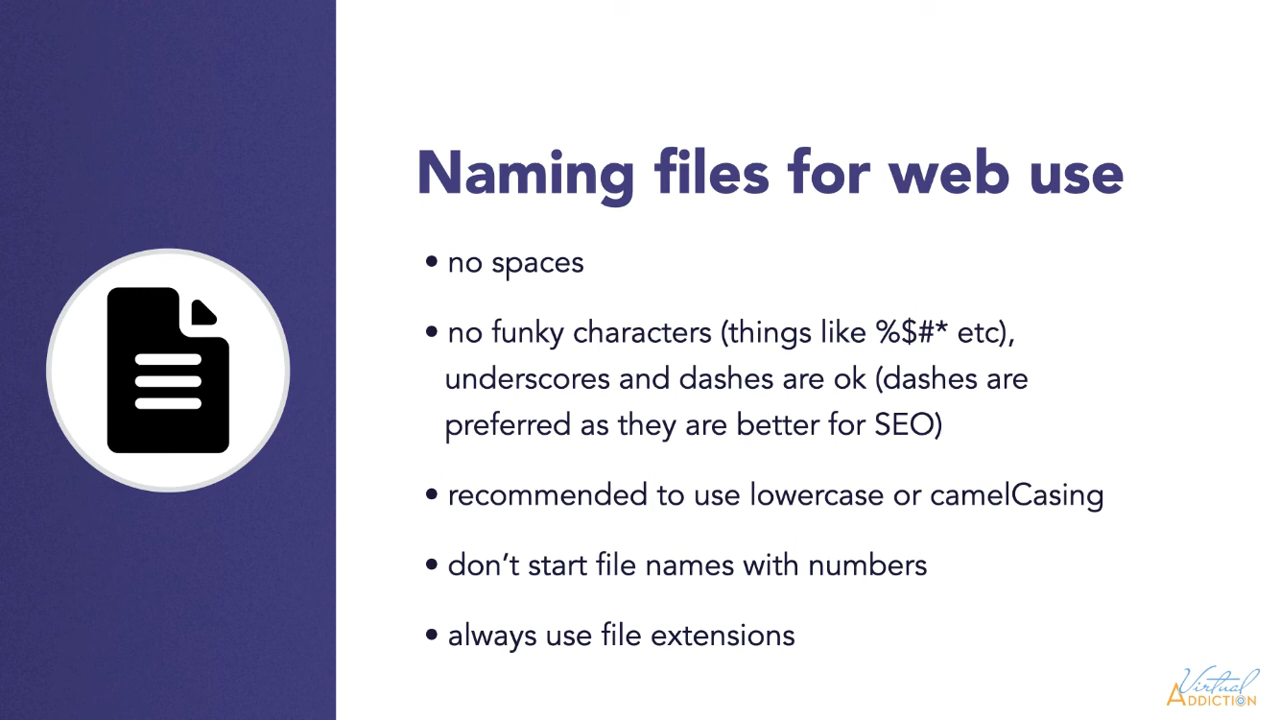 Naming files for web use
• no spaces
• no funky characters (things like %$#* etc),
underscores and dashes are ok (dashes are
preferred as they are better for SEO)
• recommended to use lowercase or camelCasing
• don’t start file names with numbers
• always use file extensions
Virtual
ADDICTION